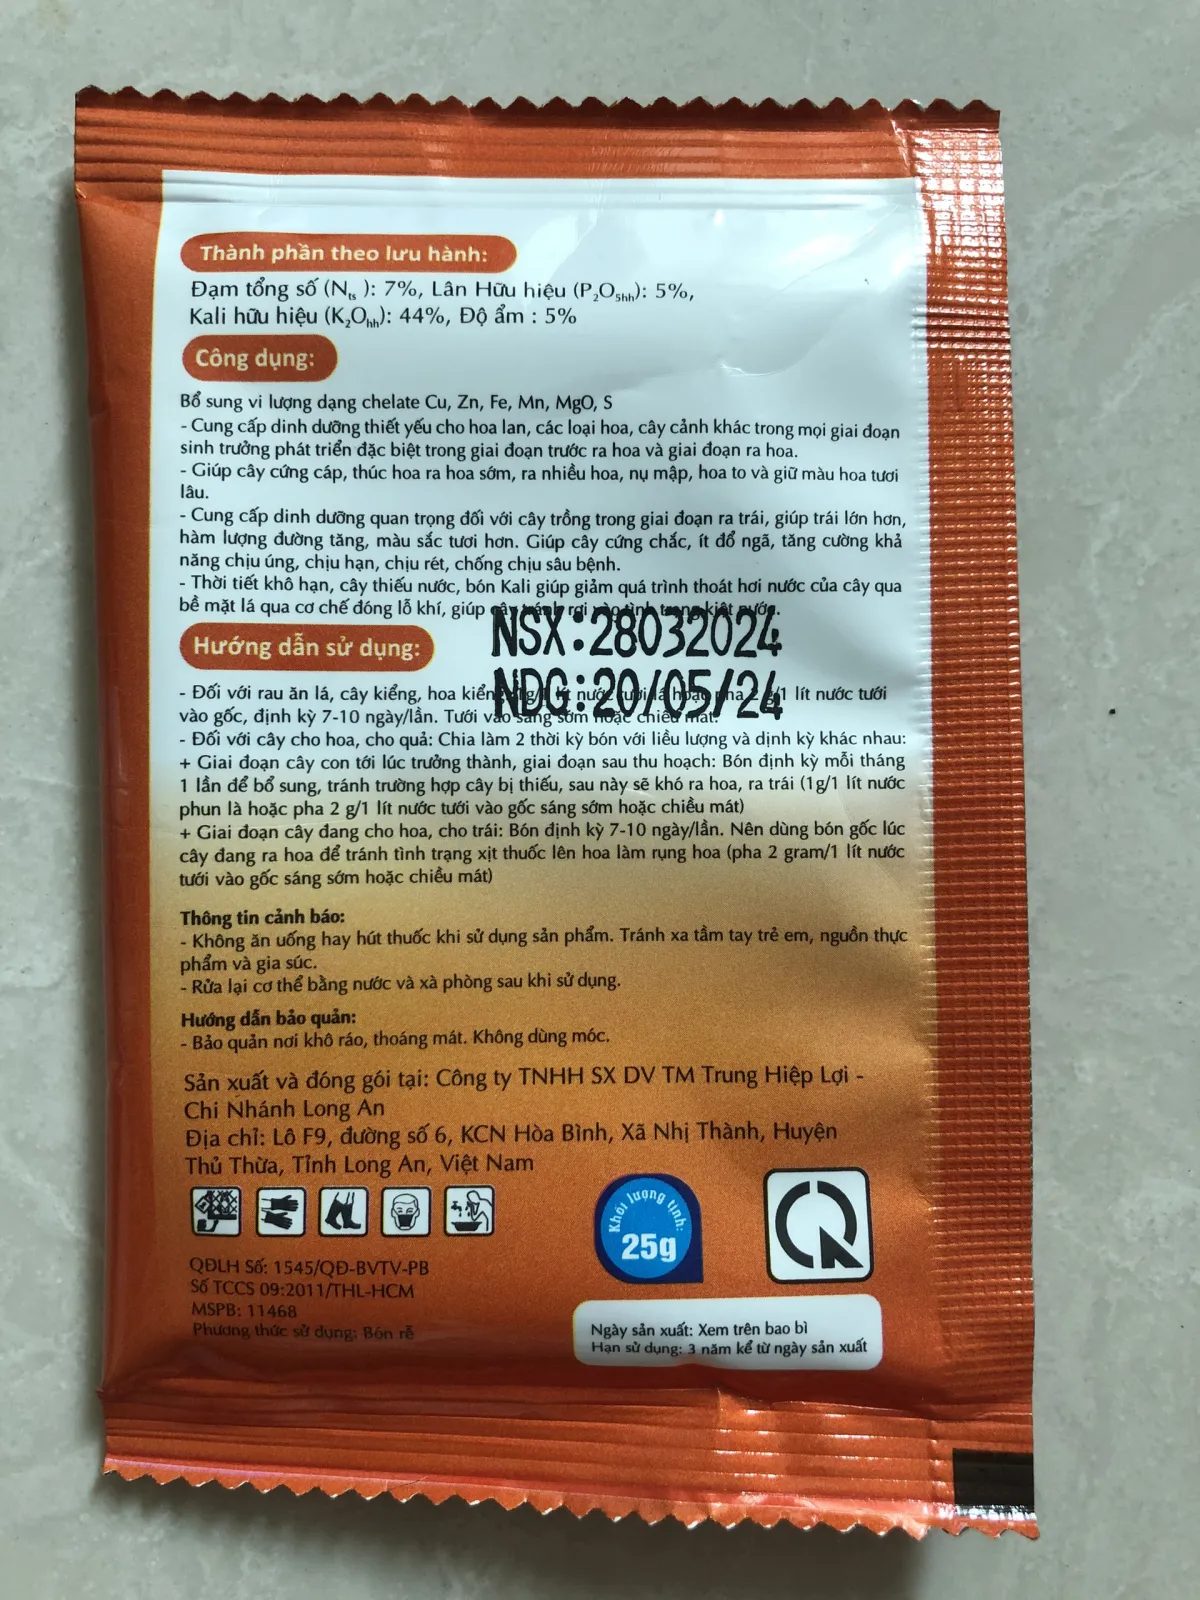 Thành phần theo lưu hành:
Đạm tổng số (Nts ): 7%, Lân Hữu hiệu (P2O5hh): 5%,
Kali hữu hiệu (K2Ohh): 44%, Độ ẩm : 5%
Công dụng:
Bổ sung vi lượng dạng chelate Cu, Zn, Fe, Mn, MgO, S
- Cung cấp dinh dưỡng thiết yếu cho hoa lan, các loại hoa, cây cảnh khác trong mọi giai đoạn
sinh trưởng phát triển đặc biệt trong giai đoạn trước ra hoa và giai đoạn ra hoa.
- Giúp cây cứng cáp, thúc hoa ra hoa sớm, ra nhiều hoa, nụ mập, hoa to và giữ màu hoa tươi
lâu.
- Cung cấp dinh dưỡng quan trọng đối với cây trồng trong giai đoạn ra trái, giúp trái lớn hơn,
hàm lượng đường tăng, màu sắc tươi hơn. Giúp cây cứng chắc, ít đổ ngã, tăng cường khả
năng chịu úng, chịu hạn, chịu rét, chống chịu sâu bệnh.
- Thời tiết khô hạn, cây thiếu nước, bón Kali giúp giảm quá trình thoát hơi nước của cây qua
bề mặt lá qua cơ chế đóng lỗ khí, giúp cây tránh rơi vào tình trạng kiệt nước.
NSX:28032024
Hướng dẫn sử dụng:
NDG:20/05/24
- Đối với rau ăn lá, cây kiểng, hoa kiểng 1g/1 lít nước tưới lá hoặc pha 2 g/1 lít nước tưới
vào gốc, định kỳ 7-10 ngày/lần. Tưới vào sáng sớm hoặc chiều mát.
- Đối với cây cho hoa, cho quả: Chia làm 2 thời kỳ bón với liều lượng và dịnh kỳ khác nhau:
+ Giai đoạn cây con tới lúc trưởng thành, giai đoạn sau thu hoạch: Bón định kỳ mỗi tháng
1 lần để bổ sung, tránh trường hợp cây bị thiếu, sau này sẽ khó ra hoa, ra trái (1g/1 lít nước
phun là hoặc pha 2 g/1 lít nước tưới vào gốc sáng sớm hoặc chiều mát)
+ Giai đoạn cây đang cho hoa, cho trái: Bón định kỳ 7-10 ngày/lần. Nên dùng bón gốc lúc
cây đang ra hoa để tránh tình trạng xịt thuốc lên hoa làm rụng hoa (pha 2 gram/1 lít nước
tưới vào gốc sáng sớm hoặc chiều mát)
Thông tin cảnh báo:
- Không ăn uống hay hút thuốc khi sử dụng sản phẩm. Tránh xa tầm tay trẻ em, nguồn thực
phẩm và gia súc.
- Rửa lại cơ thể bằng nước và xà phòng sau khi sử dụng.
Hướng dẫn bảo quản:
- Bảo quản nơi khô ráo, thoáng mát. Không dùng móc.
Sản xuất và đóng gói tại: Công ty TNHH SX DV TM Trung Hiệp Lợi -
Chi Nhánh Long An
Địa chỉ: Lô F9, đường số 6, KCN Hòa Bình, Xã Nhị Thành, Huyện
Thủ Thừa, Tỉnh Long An, Việt Nam
Khối lượng tịnh:
25g
QĐLH Số: 1545/QĐ-BVTV-PB
Số TCCS 09:2011/THL-HCM
MSPB: 11468
Phương thức sử dụng: Bón rễ
Ngày sản xuất: Xem trên bao bì
Hạn sử dụng: 3 năm kể từ ngày sản xuất